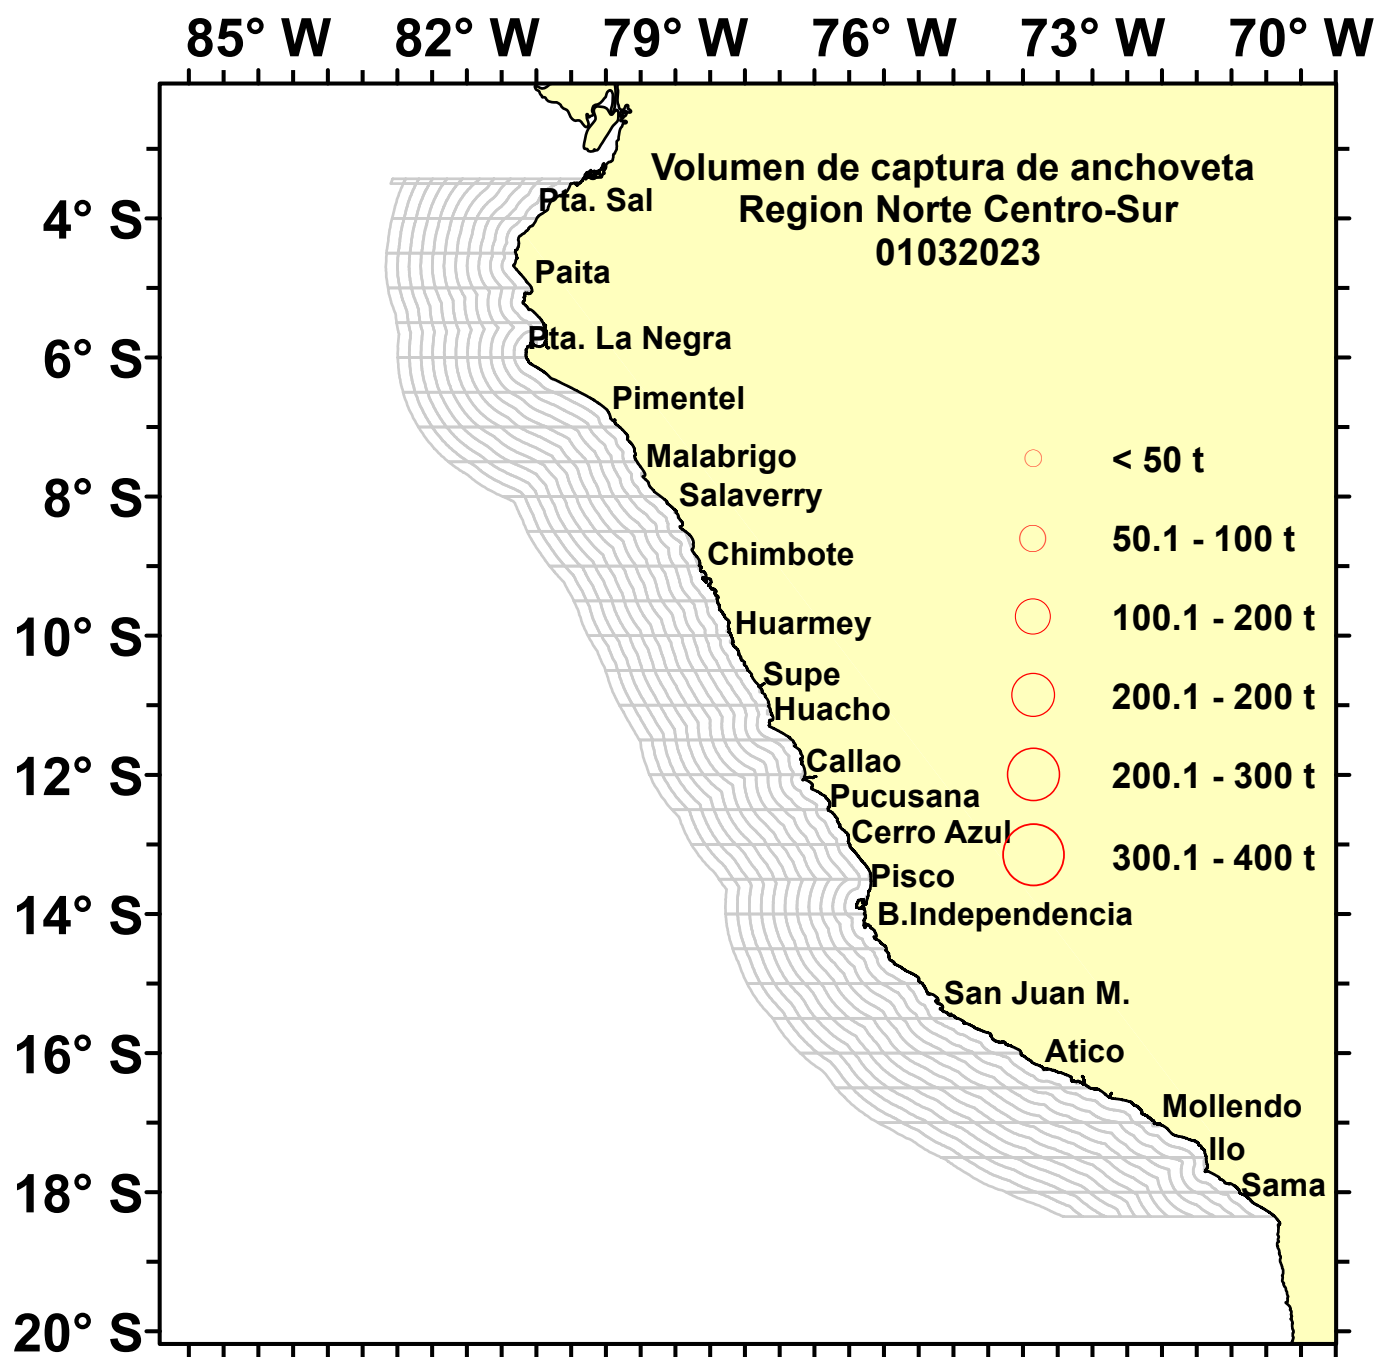 85° W 82° W 79° W 76° W 73° W 70° W
Volumen de captura de anchoveta
Region Norte Centro-Sur
01032023
4° S
6° S
8° S
10° S
12° S
14° S
16° S
18° S
20° S
Pta. Sal
Paita
Pta. La Negra
Pimentel
Malabrigo
Salaverry
Chimbote
Huarmey
Supe
Huacho
Callao
Pucusana
Cerro Azul
Pisco
B.Independencia
San Juan M.
Atico
Mollendo
Ilo
Sama
< 50 t
50.1 - 100 t
100.1 - 200 t
200.1 - 200 t
200.1 - 300 t
300.1 - 400 t